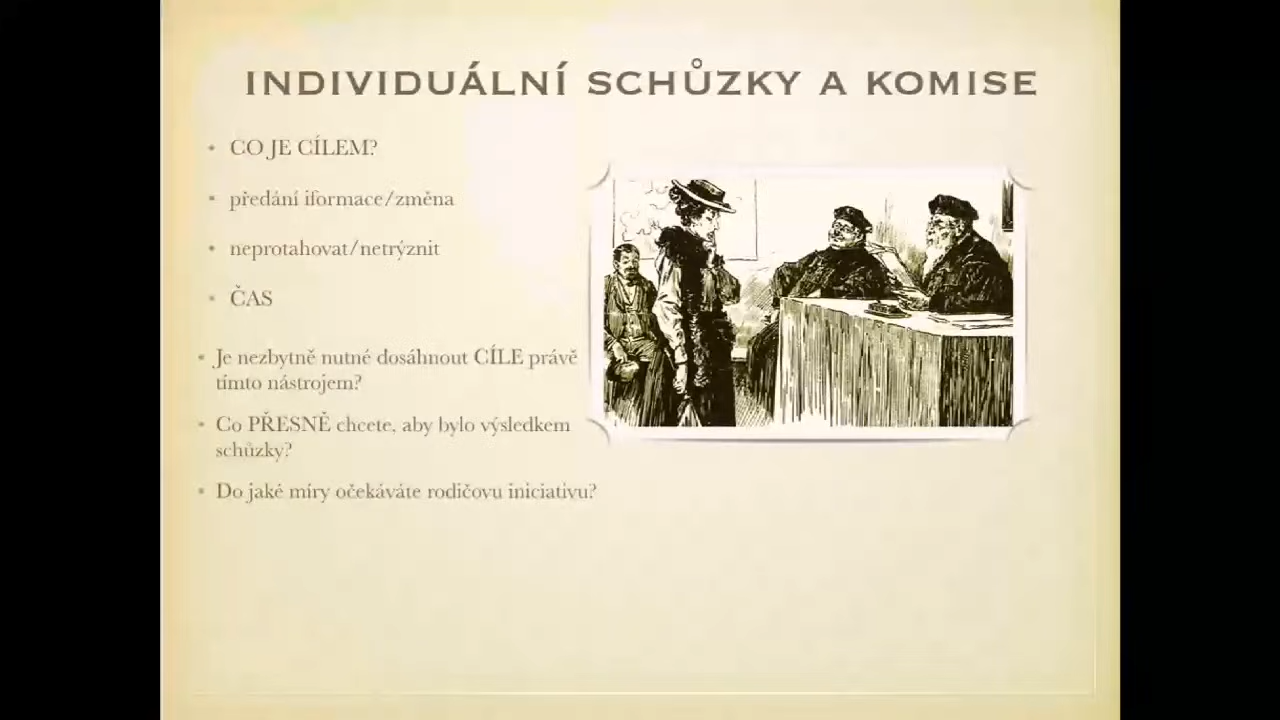 INDIVIDUÁLNÍ SCHŮZKY A KOMISE
CO JE CÍLEM?
předání iformace/změna
neprotahovat/netrýznit
ČAS
Je nezbytně nutné dosáhnout CÍLE právě
tímto nástrojem?
Co PŘESNĚ chcete, aby bylo výsledkem
schůzky?
Do jaké míry očekáváte rodičovu iniciativu?